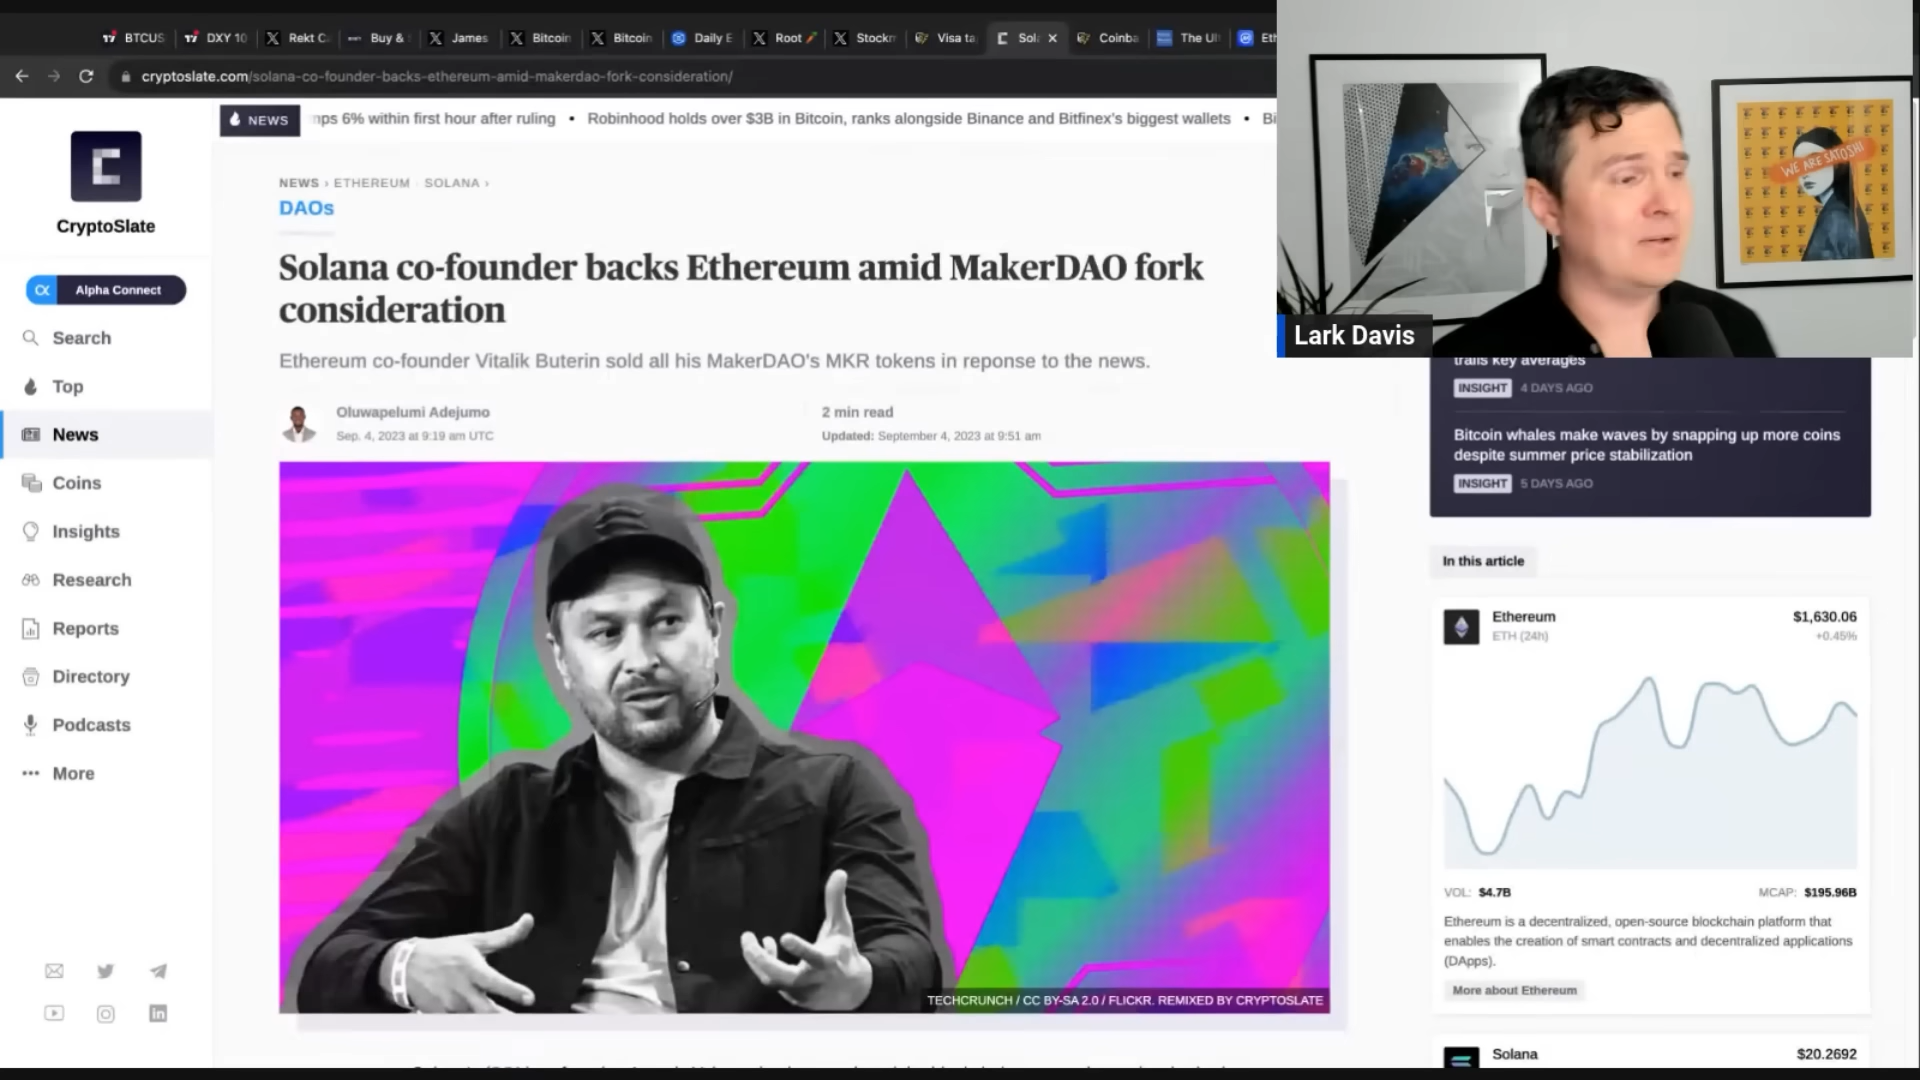 BTCUS
DXY 10
Rekt C
Buy &
James
Bitcoin
Bitcoin
Daily E
Root
Stockm
Visa ta
Sol
Coinba
The Ul
Eth
cryptoslate.com/solana-co-founder-backs-ethereum-amid-makerdao-fork-consideration/
NEWS
mps 6% within first hour after ruling • Robinhood holds over $3B in Bitcoin, ranks alongside Binance and Bitfinex's biggest wallets • Bi
WE ARE SATOSHI
Lark Davis
CryptoSlate
Alpha Connect
Search
Top
News
Coins
Insights
Research
Reports
Directory
Podcasts
More
NEWS › ETHEREUM · SOLANA ›
DAOs
Solana co-founder backs Ethereum amid MakerDAO fork
consideration
Ethereum co-founder Vitalik Buterin sold all his MakerDAO's MKR tokens in reponse to the news.
Oluwapelumi Adejumo
Sep. 4, 2023 at 9:19 am UTC
2 min read
Updated: September 4, 2023 at 9:51 am
TECHCRUNCH / CC BY-SA 2.0 / FLICKR. REMIXED BY CRYPTOSLATE
trails key averages
INSIGHT 4 DAYS AGO
Bitcoin whales make waves by snapping up more coins
despite summer price stabilization
INSIGHT 5 DAYS AGO
In this article
Ethereum $1,630.06
ETH (24h) +0.45%
VOL: $4.7B MCAP: $195.96B
Ethereum is a decentralized, open-source blockchain platform that
enables the creation of smart contracts and decentralized applications
(DApps).
More about Ethereum
Solana $20.2692